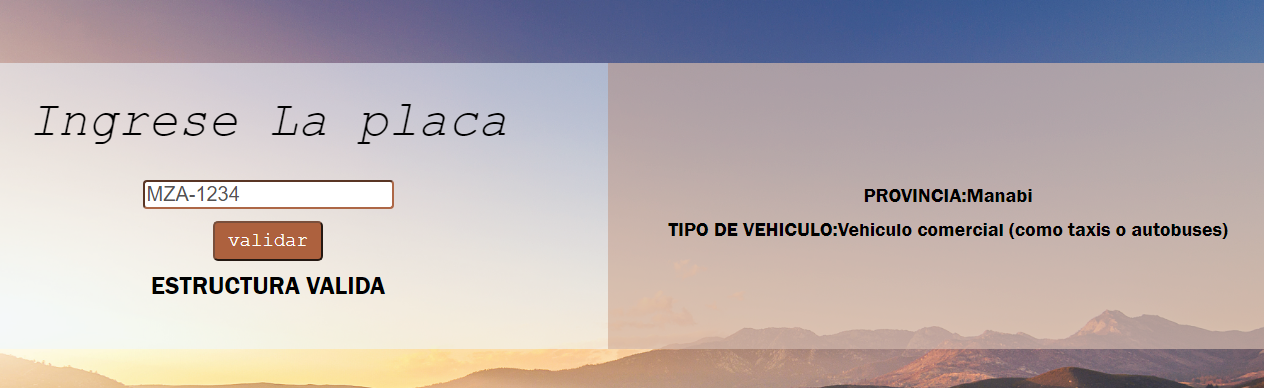 Ingrese La placa
MZA-1234
validar
ESTRUCTURA VALIDA
PROVINCIA:Manabi
TIPO DE VEHICULO:Vehiculo comercial (como taxis o autobuses)